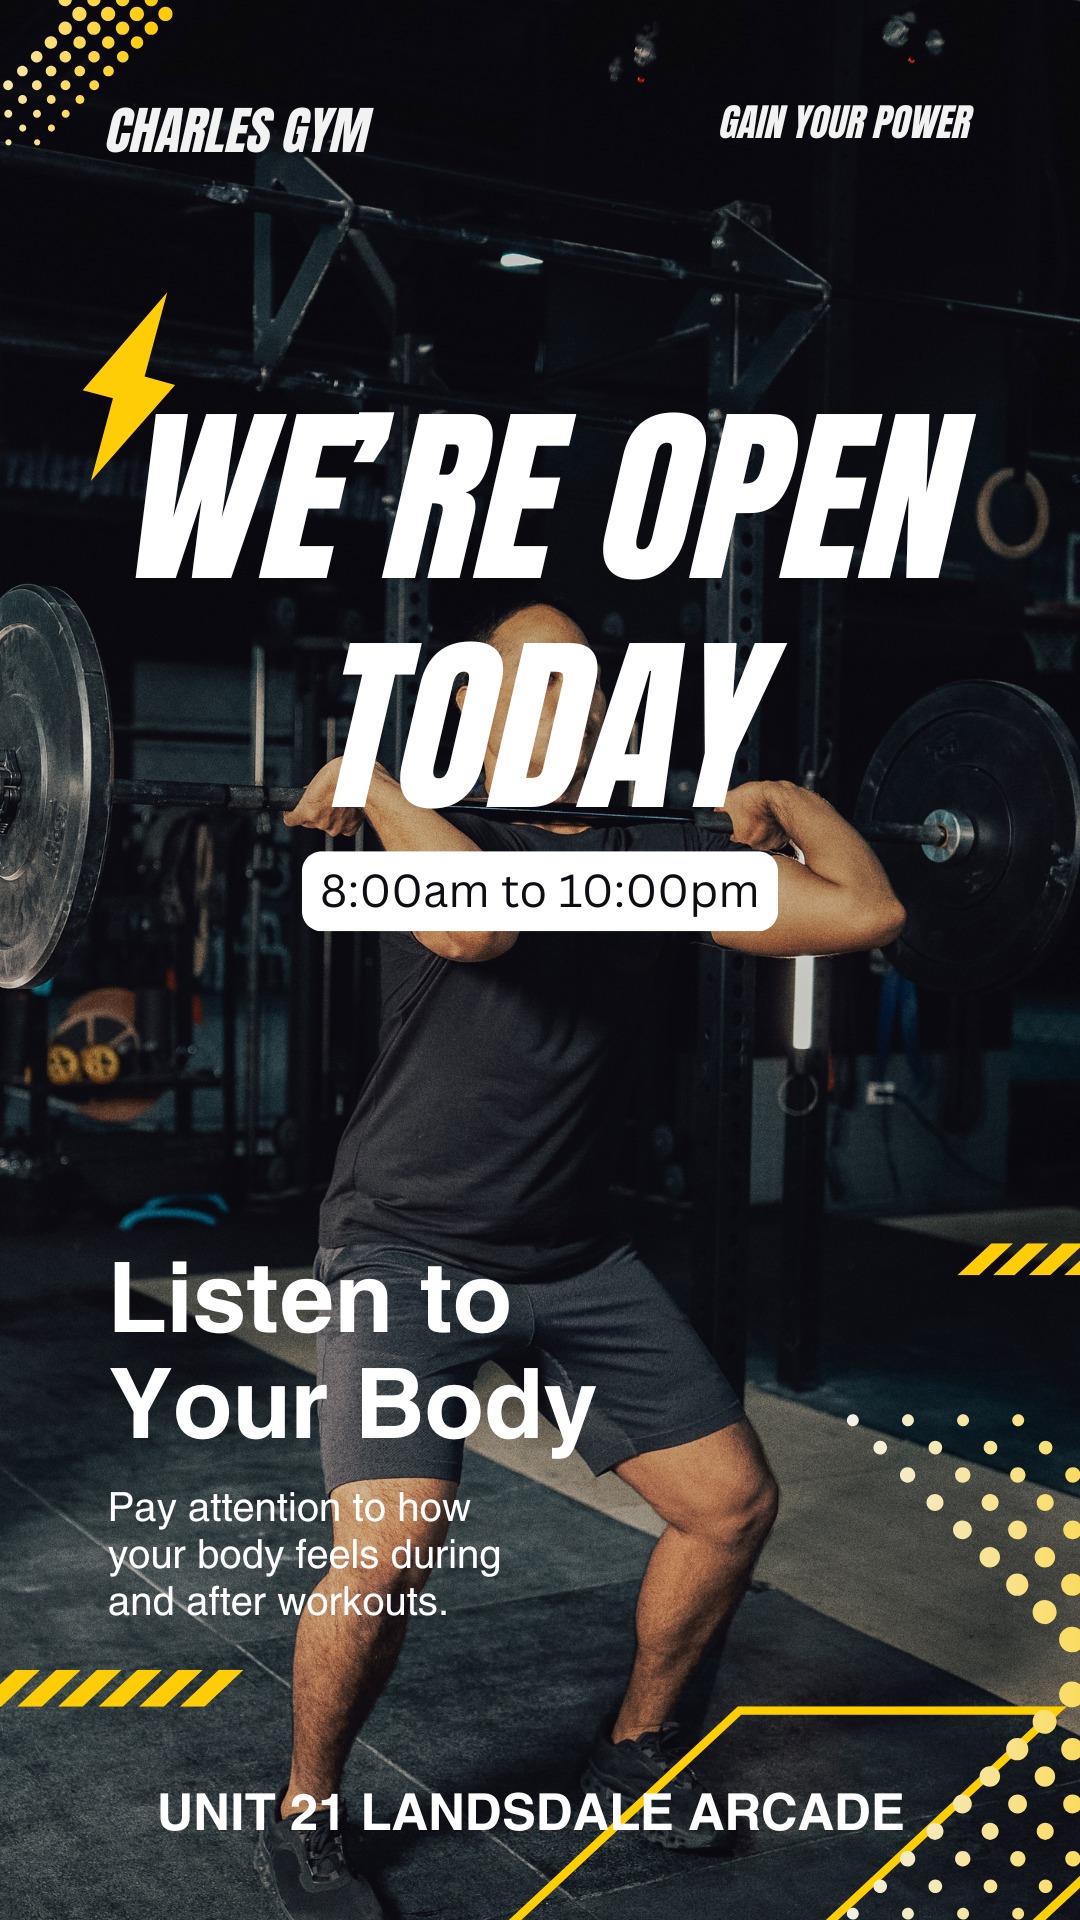 CHARLES GYM
GAIN YOUR POWER
WE'RE OPEN
TODAY
8:00am to 10:00pm
Listen to
Your Body
Pay attention to how
your body feels during
and after workouts.
UNIT 21 LANDSDALE ARCADE